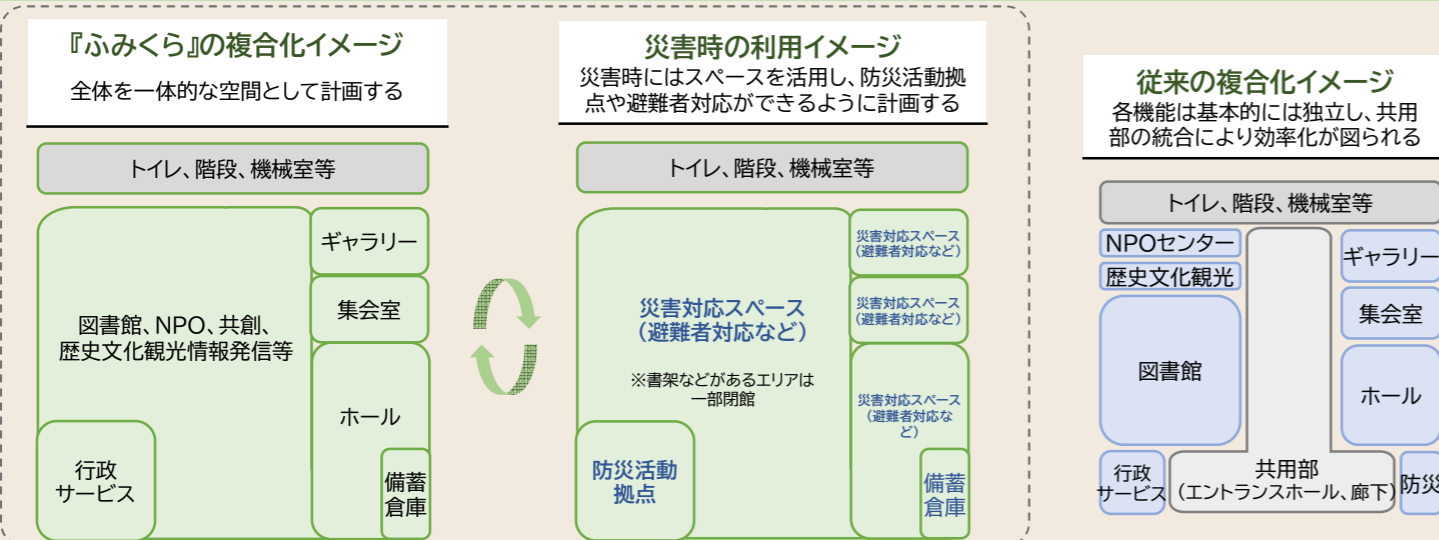 『ふみくら』の複合化イメージ
全体を一体的な空間として計画する
トイレ、階段、機械室等
図書館、NPO、共創、
歴史文化観光情報発信等
ギャラリー
集会室
ホール
行政
サービス
備蓄
倉庫
災害時の利用イメージ
災害時にはスペースを活用し、防災活動拠
点や避難者対応ができるように計画する
トイレ、階段、機械室等
災害対応スペース
(避難者対応など)
※書架などがあるエリアは
一部閉館
災害対応スペース
(避難者対応など)
災害対応スペース
(避難者対応など)
災害対応スペース
(避難者対応な
ど)
防災活動
拠点
備蓄
倉庫
従来の複合化イメージ
各機能は基本的には独立し、共用
部の統合により効率化が図られる
トイレ、階段、機械室等
NPOセンター
歴史文化観光
図書館
行政
サービス
共用部
(エントランスホール、廊下)
ギャラリー
集会室
ホール
防災